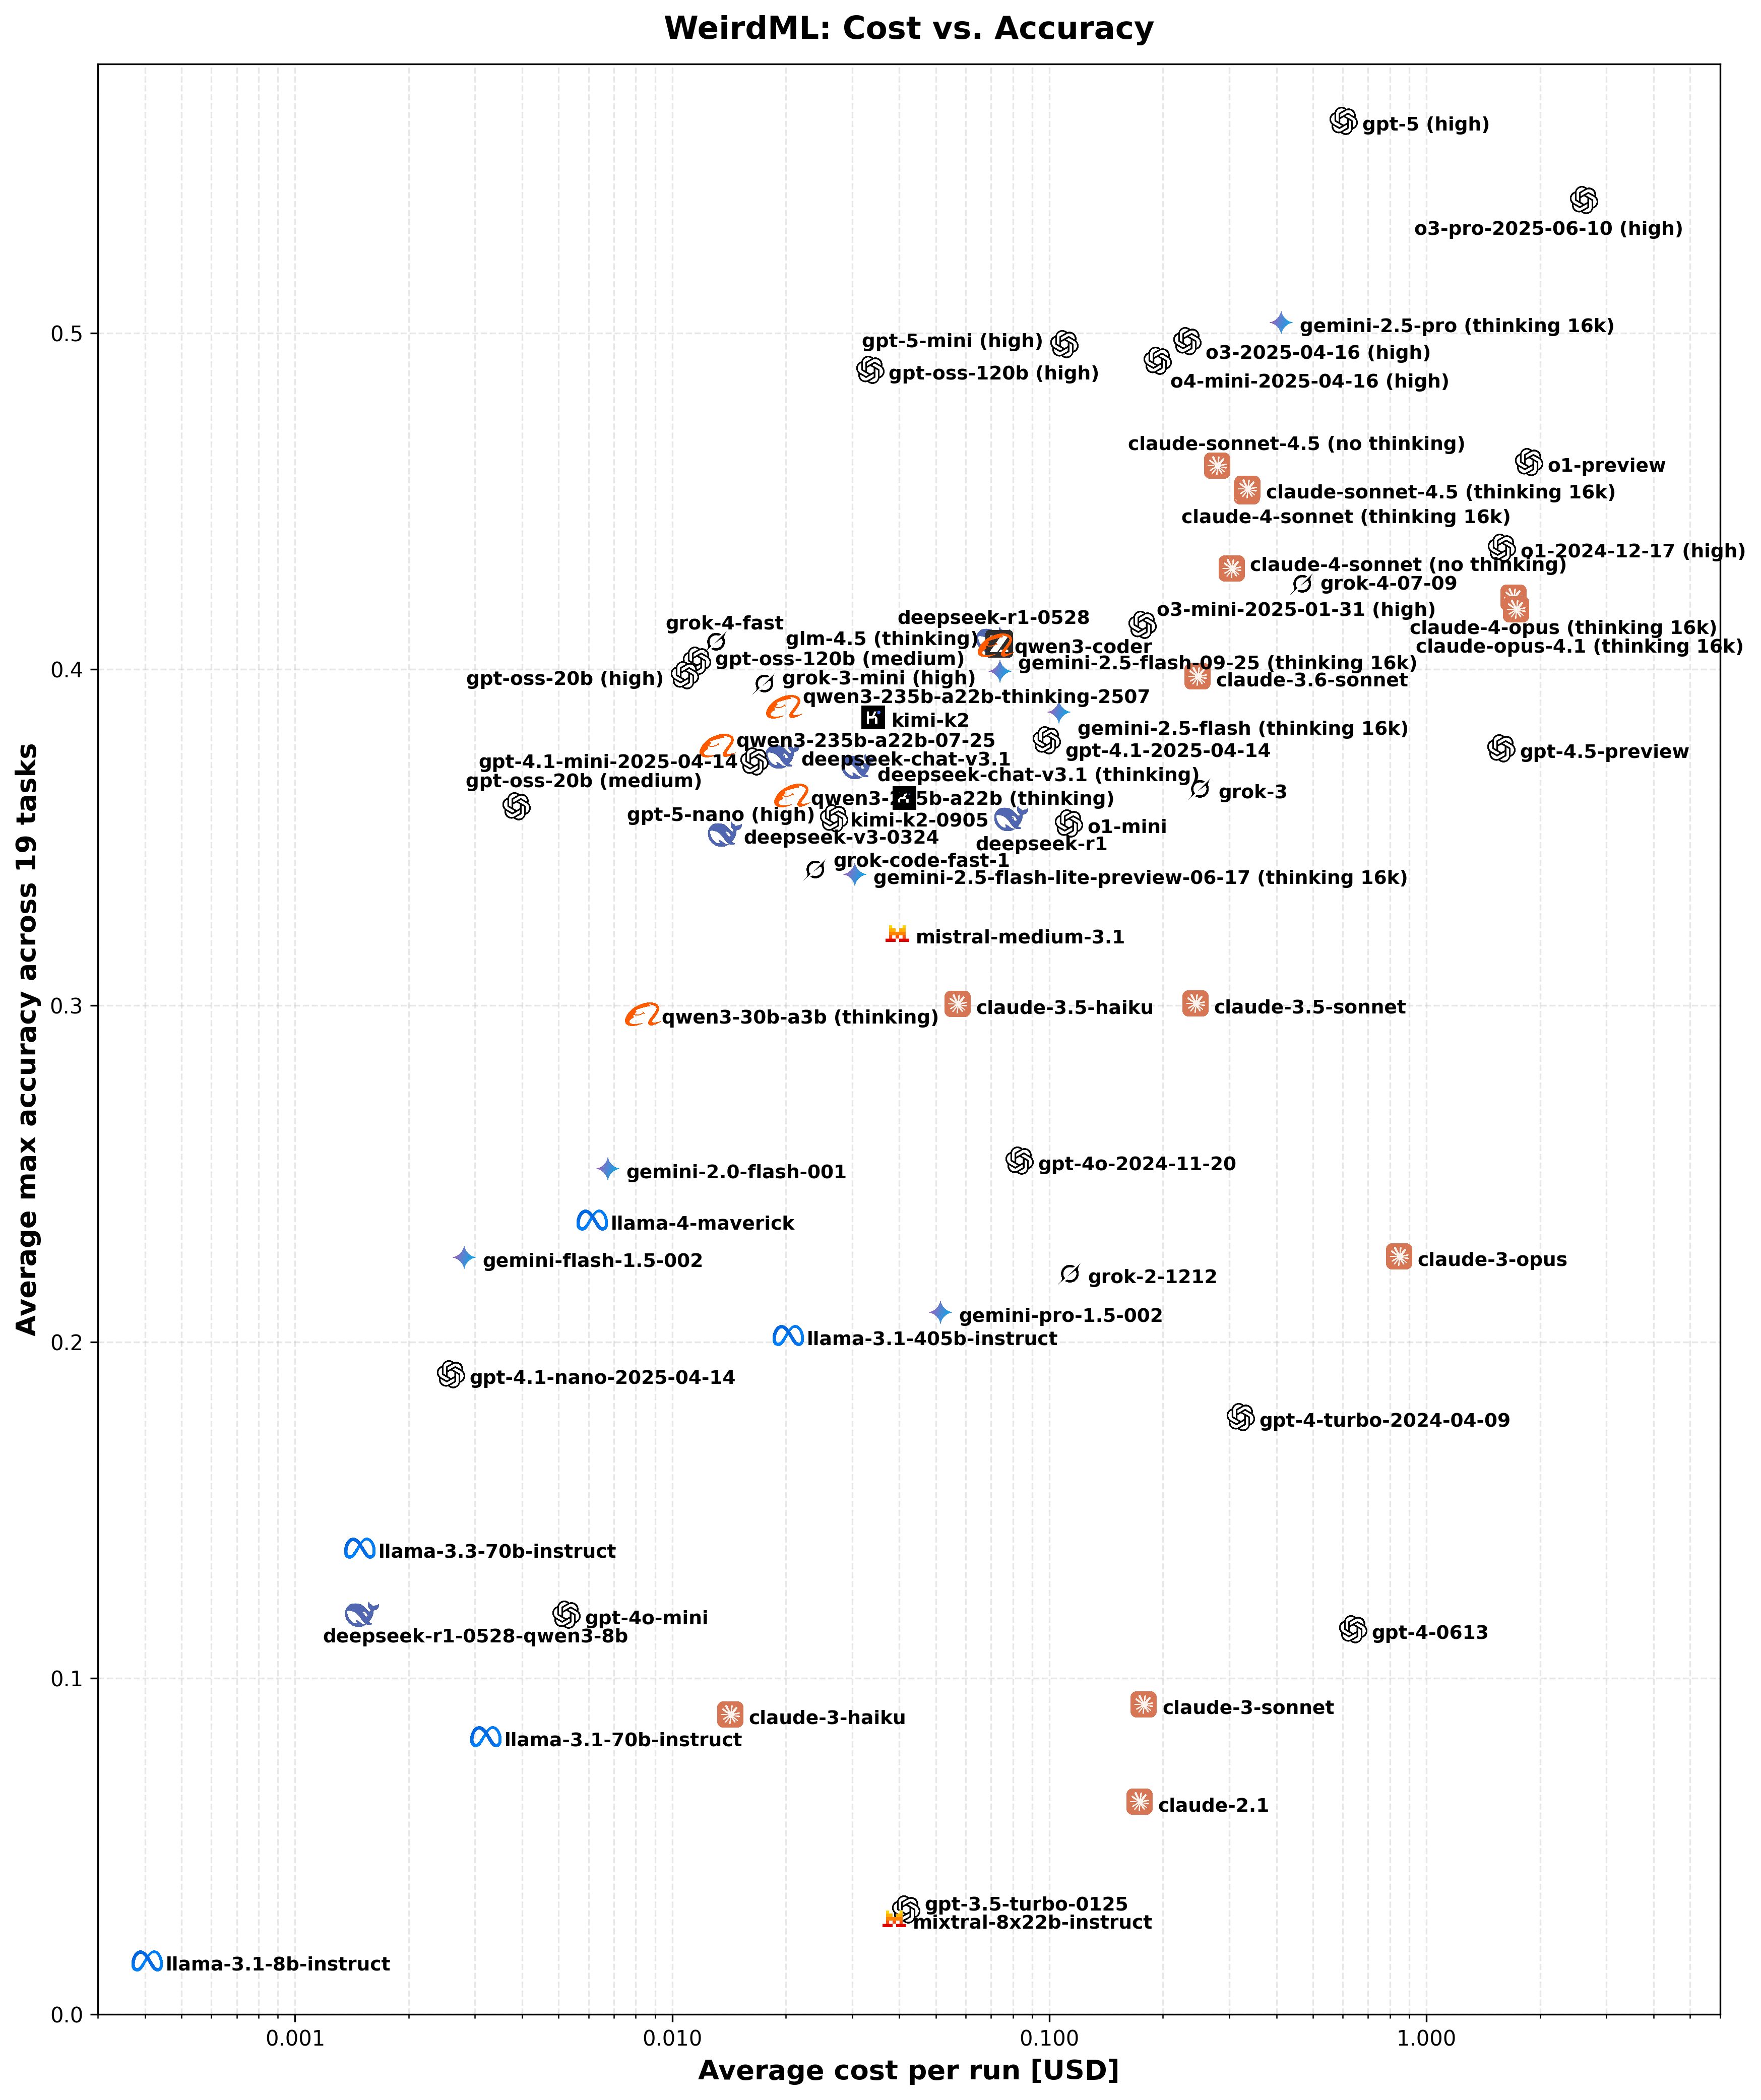 WeirdML: Cost vs. Accuracy
gpt-5 (high)
o3-pro-2025-06-10 (high)
gemini-2.5-pro (thinking 16k)
0.5
gpt-5-mini (high)
o3-2025-04-16 (high)
gpt-oss-120b (high)
o4-mini-2025-04-16 (high)
claude-sonnet-4.5 (no thinking)
o1-preview
claude-sonnet-4.5 (thinking 16k)
claude-4-sonnet (thinking 16k)
o1-2024-12-17 (high)
claude-4-sonnet (no thinking)
grok-4-07-09
o3-mini-2025-01-31 (high)
deepseek-r1-0528
grok-4-fast
claude-4-opus (thinking 16k)
glm-4.5 (thinking)
qwen3-coder
claude-opus-4.1 (thinking 16k)
gpt-oss-120b (medium)
gemini-2.5-flash-09-25 (thinking 16k)
0.4
gpt-oss-20b (high)
grok-3-mini (high)
claude-3.6-sonnet
qwen3-235b-a22b-thinking-2507
kimi-k2
gemini-2.5-flash (thinking 16k)
qwen3-235b-a22b-07-25
gpt-4.1-2025-04-14
gpt-4.5-preview
gpt-4.1-mini-2025-04-14
deepseek-chat-v3.1
deepseek-chat-v3.1 (thinking)
gpt-oss-20b (medium)
grok-3
qwen3-235b-a22b (thinking)
gpt-5-nano (high)
kimi-k2-0905
o1-mini
deepseek-v3-0324
deepseek-r1
grok-code-fast-1
gemini-2.5-flash-lite-preview-06-17 (thinking 16k)
mistral-medium-3.1
0.3
claude-3.5-haiku
claude-3.5-sonnet
qwen3-30b-a3b (thinking)
Average max accuracy across 19 tasks
gpt-4o-2024-11-20
gemini-2.0-flash-001
llama-4-maverick
gemini-flash-1.5-002
claude-3-opus
grok-2-1212
gemini-pro-1.5-002
llama-3.1-405b-instruct
0.2
gpt-4.1-nano-2025-04-14
gpt-4-turbo-2024-04-09
llama-3.3-70b-instruct
gpt-4o-mini
deepseek-r1-0528-qwen3-8b
gpt-4-0613
0.1
claude-3-sonnet
claude-3-haiku
llama-3.1-70b-instruct
claude-2.1
gpt-3.5-turbo-0125
mixtral-8x22b-instruct
llama-3.1-8b-instruct
0.0
0.001
0.010
0.100
1.000
Average cost per run [USD]